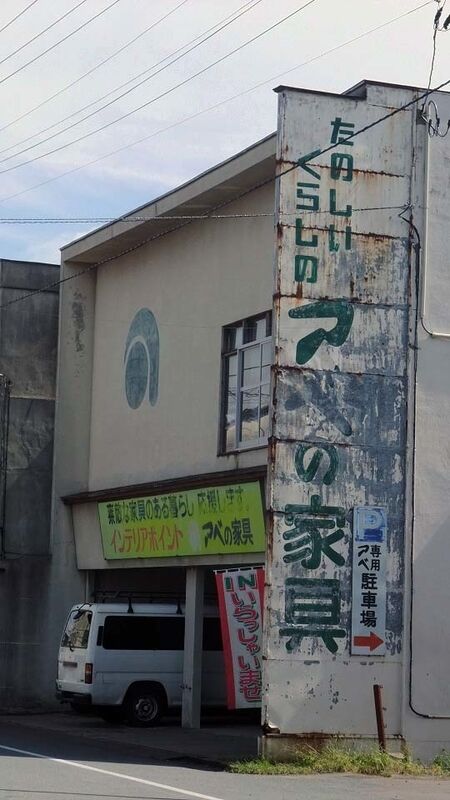 たのしい
くらしの
アベの家具
素敵な家具のある暮らし 応援します。
インテリアポイント アベの家具
P
専用
アベ駐車場
IN
いらっしゃいませ